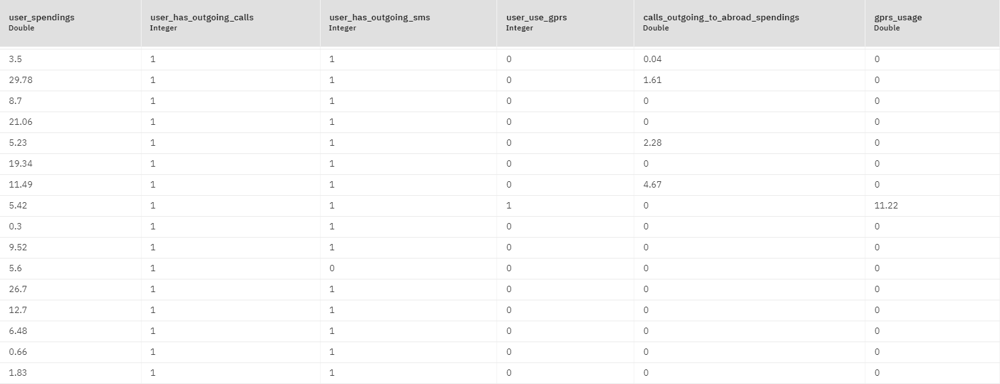 user_spendings user_has_outgoing_calls user_has_outgoing_sms user_use_gprs calls_outgoing_to_abroad_spendings gprs_usage
Double Integer Integer Integer Double Double
3.5 1 1 0 0.04 0
29.78 1 1 0 1.61 0
8.7 1 1 0 0 0
21.06 1 1 0 0 0
5.23 1 1 0 2.28 0
19.34 1 1 0 0 0
11.49 1 1 0 4.67 0
5.42 1 1 1 0 11.22
0.3 1 1 0 0 0
9.52 1 1 0 0 0
5.6 1 0 0 0 0
26.7 1 1 0 0 0
12.7 1 1 0 0 0
6.48 1 1 0 0 0
0.66 1 1 0 0 0
1.83 1 1 0 0 0